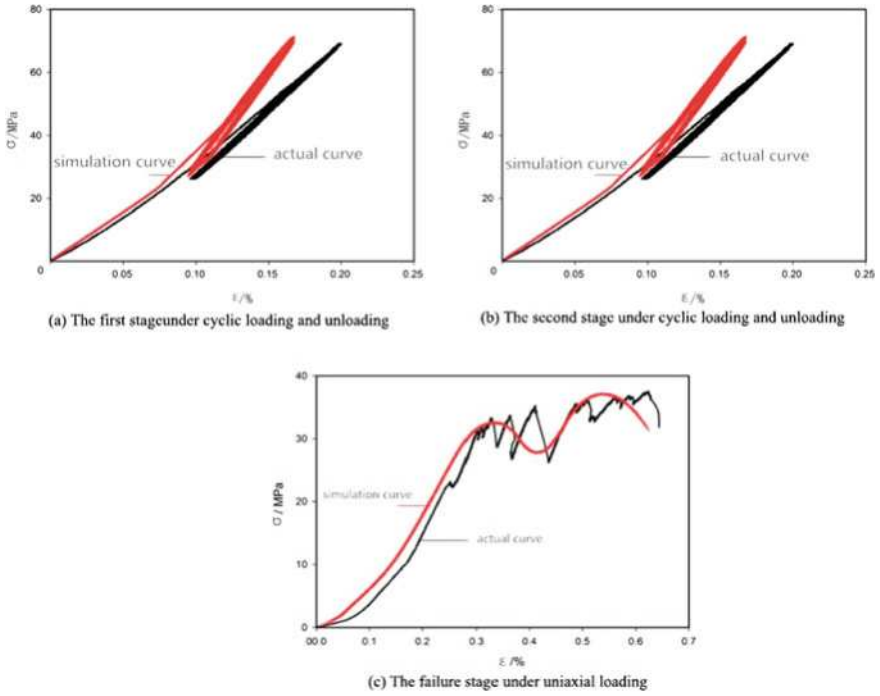 80
60
40
20
0
σ/MPa
simulation curve
actual curve
0.05
0.10
0.15
0.20
0.25
ε/%
(a) The first stageunder cyclic loading and unloading
80
60
40
20
0
σ/MPa
simulation curve
actual curve
0.05
0.10
0.15
0.20
0.25
ε/%
(b) The second stage under cyclic loading and unloading
40
30
20
10
0
σ/MPa
simulation curve
actual curve
00.0
0.1
0.2
0.3
0.4
0.5
0.6
0.7
ε/%
(c) The failure stage under uniaxial loading